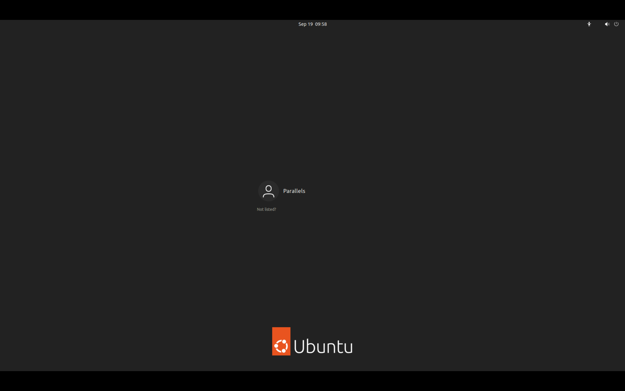 Sep 19 09:58
Parallels
Not listed?
Ubuntu